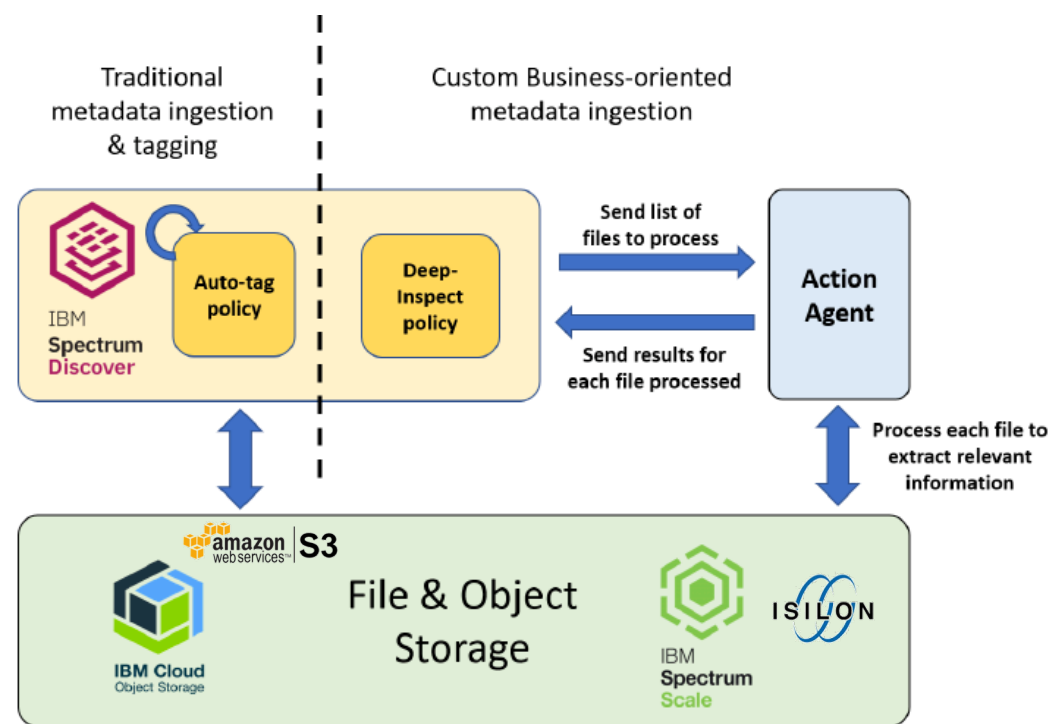 Traditional
metadata ingestion
& tagging
Custom Business-oriented
metadata ingestion
IBM
Spectrum
Discover
Auto-tag
policy
Deep-
Inspect
policy
Send list of
files to process
Send results for
each file processed
Action
Agent
Process each file to
extract relevant
information
amazon
webservices™
S3
File & Object
Storage
IBM Cloud
Object Storage
IBM
Spectrum
Scale
ISILON